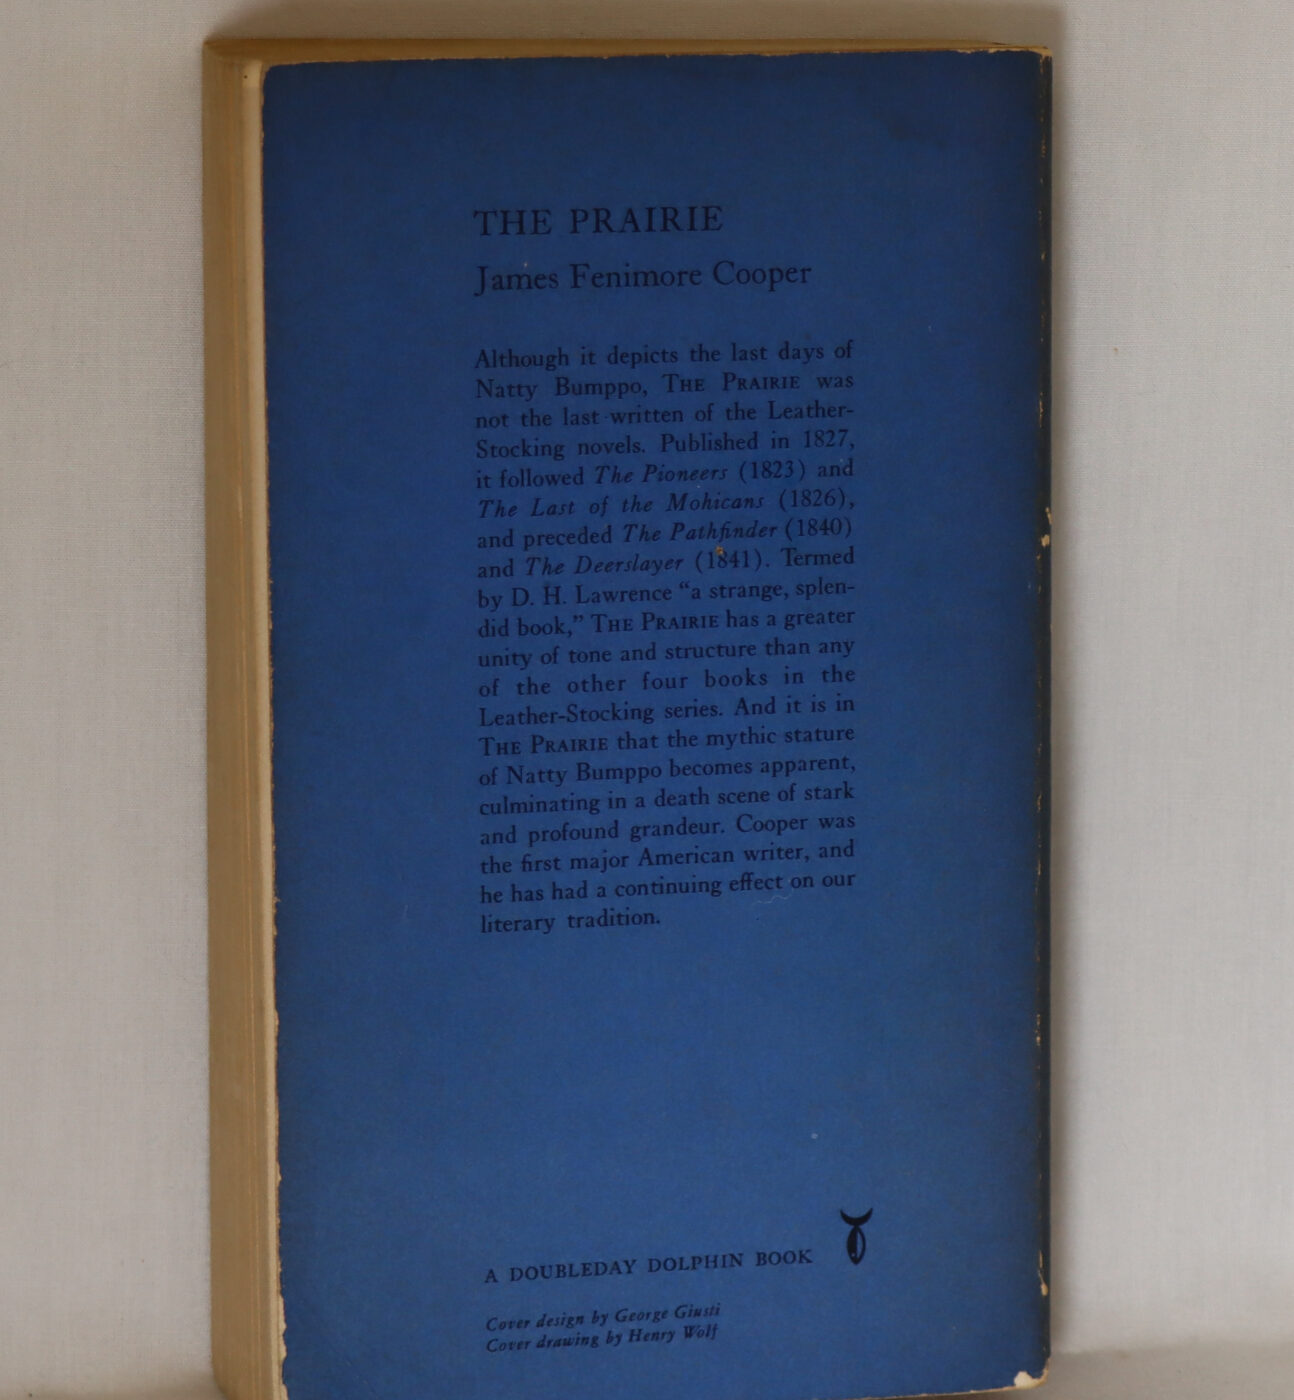 THE PRAIRIE
James Fenimore Cooper
Although it depicts the last days of
Natty Bumppo, THE PRAIRIE was
not the last written of the Leather-
Stocking novels. Published in 1827,
it followed The Pioneers (1823) and
The Last of the Mohicans (1826),
and preceded The Pathfinder (1840)
and The Deerslayer (1841). Termed
by D. H. Lawrence “a strange, splen-
did book,” THE PRAIRIE has a greater
unity of tone and structure than any
of the other four books in the
Leather-Stocking series. And it is in
THE PRAIRIE that the mythic stature
of Natty Bumppo becomes apparent,
culminating in a death scene of stark
and profound grandeur. Cooper was
the first major American writer, and
he has had a continuing effect on our
literary tradition.
A DOUBLEDAY DOLPHIN BOOK
Cover design by George Giusti
Cover drawing by Henry Wolf